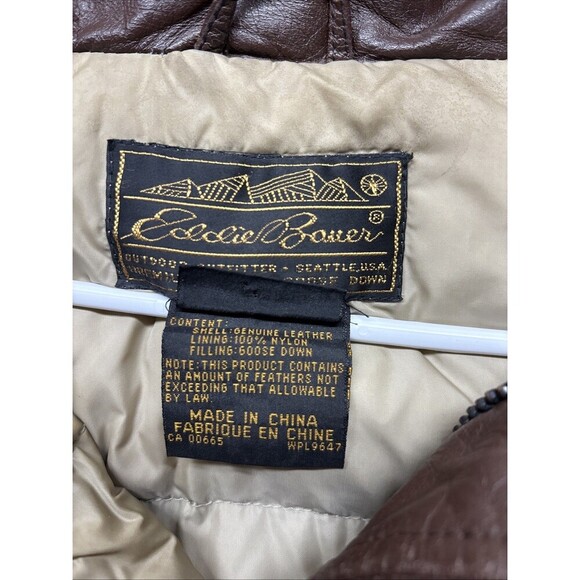 Eddie Bauer®
OUTDOOR OUTFITTER • SEATTLE, U.S.A.
GOOSE DOWN
CONTENT:
SHELL: GENUINE LEATHER
LINING: 100% NYLON
FILLING: GOOSE DOWN
NOTE: THIS PRODUCT CONTAINS
AN AMOUNT OF FEATHERS NOT
EXCEEDING THAT ALLOWABLE
BY LAW.
MADE IN CHINA
FABRIQUE EN CHINE
CA 00665 WPL9647